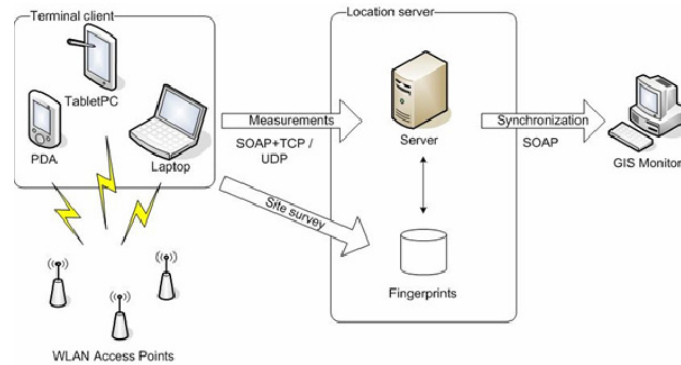 Terminal client
TabletPC
PDA
Laptop
WLAN Access Points
Measurements
SOAP+TCP /
UDP
Site survey
Location server
Server
Fingerprints
Synchronization
SOAP
GIS Monitor